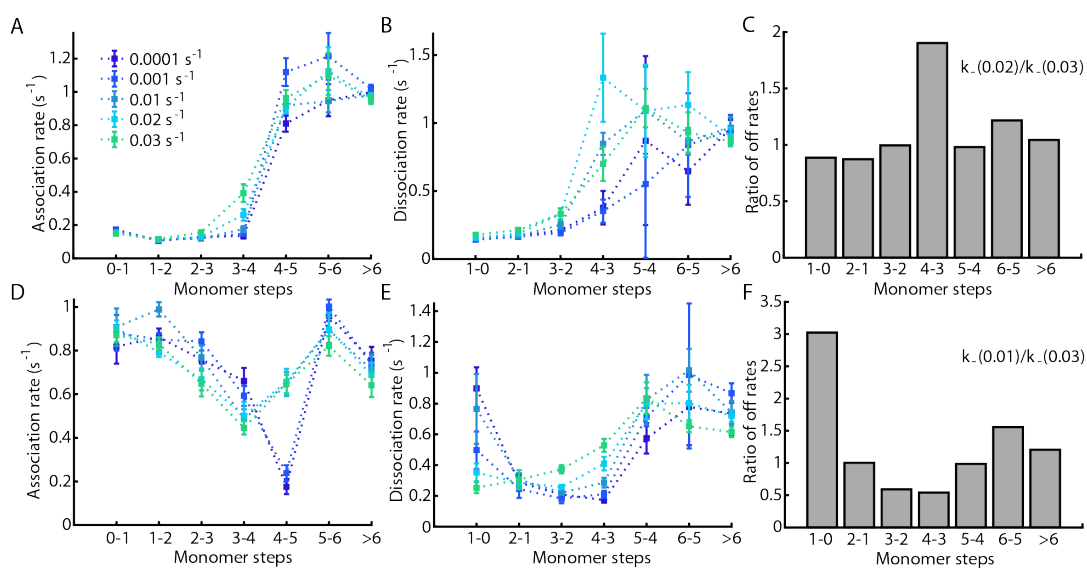 A
Association rate (s⁻¹)
1.2
1.0
0.8
0.6
0.4
0.2
0
0.0001 s⁻¹
0.001 s⁻¹
0.01 s⁻¹
0.02 s⁻¹
0.03 s⁻¹
0-1 1-2 2-3 3-4 4-5 5-6 >6
Monomer steps
B
Dissociation rate (s⁻¹)
1.5
1
0.5
0
1-0 2-1 3-2 4-3 5-4 6-5 >6
Monomer steps
C
Ratio of off rates
2
1.5
1
0.5
0
k₋(0.02)/k₋(0.03)
1-0 2-1 3-2 4-3 5-4 6-5 >6
Monomer steps
D
Association rate (s⁻¹)
1
0.8
0.6
0.4
0.2
0
0-1 1-2 2-3 3-4 4-5 5-6 >6
Monomer steps
E
Dissociation rate (s⁻¹)
1.4
1.2
1
0.8
0.6
0.4
0.2
0
1-0 2-1 3-2 4-3 5-4 6-5 >6
Monomer steps
F
Ratio of off rates
3.5
3
2.5
2
1.5
1
0.5
0
k₋(0.01)/k₋(0.03)
1-0 2-1 3-2 4-3 5-4 6-5 >6
Monomer steps